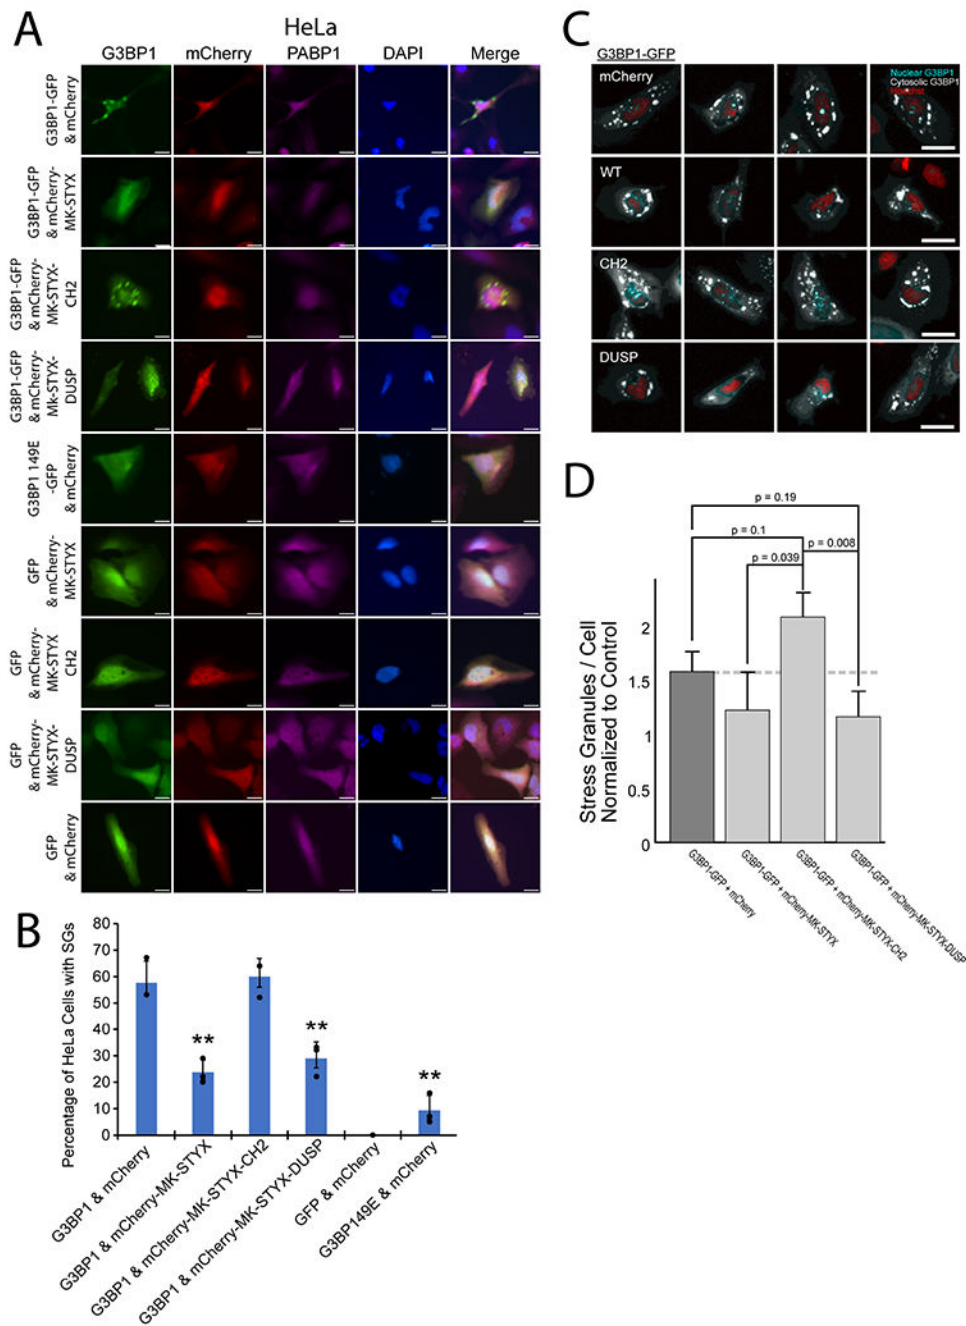 A
HeLa
G3BP1 mCherry PABP1 DAPI Merge
G3BP1-GFP
& mCherry
G3BP1-GFP
& mCherry-
MK-STYX
G3BP1-GFP
& mCherry-
MK-STYX-
CH2
G3BP1-GFP
& mCherry-
Mk-STYX-
DUSP
G3BP1 149E
-GFP
& mCherry
GFP
& mCherry-
MK-STYX
GFP
& mCherry-
MK-STYX
CH2
GFP
& mCherry-
MK-STYX-
DUSP
GFP
& mCherry
B
Percentage of HeLa Cells with SGs
80
70
60
50
40
30
20
10
0
**
**
**
G3BP1 & mCherry
G3BP1 & mCherry-MK-STYX
G3BP1 & mCherry-MK-STYX-CH2
G3BP1 & mCherry-MK-STYX-DUSP
GFP & mCherry
G3BP149E & mCherry
C
G3BP1-GFP
mCherry
Nuclear G3BP1
Cytosolic G3BP1
Hoechst
WT
CH2
DUSP
D
p = 0.19
p = 0.1
p = 0.008
p = 0.039
Stress Granules / Cell
Normalized to Control
2
1.5
1
0.5
0
G3BP1-GFP + mCherry
G3BP1-GFP + mCherry-MK-STYX
G3BP1-GFP + mCherry-MK-STYX-CH2
G3BP1-GFP + mCherry-MK-STYX-DUSP